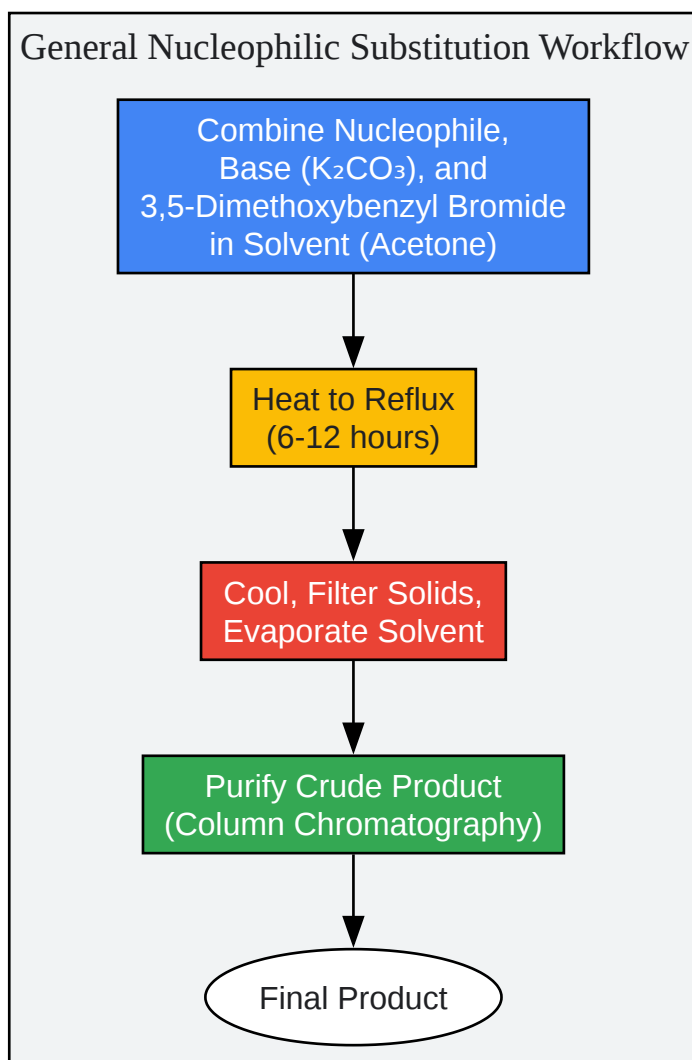 General Nucleophilic Substitution Workflow
Combine Nucleophile,
Base (K₂CO₃), and
3,5-Dimethoxybenzyl Bromide
in Solvent (Acetone)
Heat to Reflux
(6-12 hours)
Cool, Filter Solids,
Evaporate Solvent
Purify Crude Product
(Column Chromatography)
Final Product